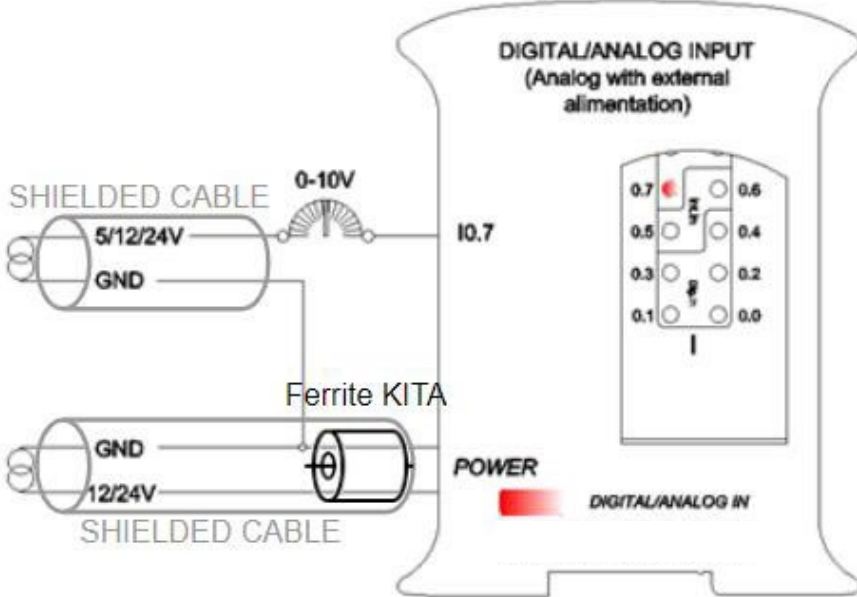 DIGITAL/ANALOG INPUT
(Analog with external
alimentation)
SHIELDED CABLE
0-10V
5/12/24V
I0.7
GND
0.7
0.6
0.5
0.4
0.3
0.2
0.1
0.0
I
Ferrite KITA
GND
12/24V
POWER
DIGITAL/ANALOG IN
SHIELDED CABLE